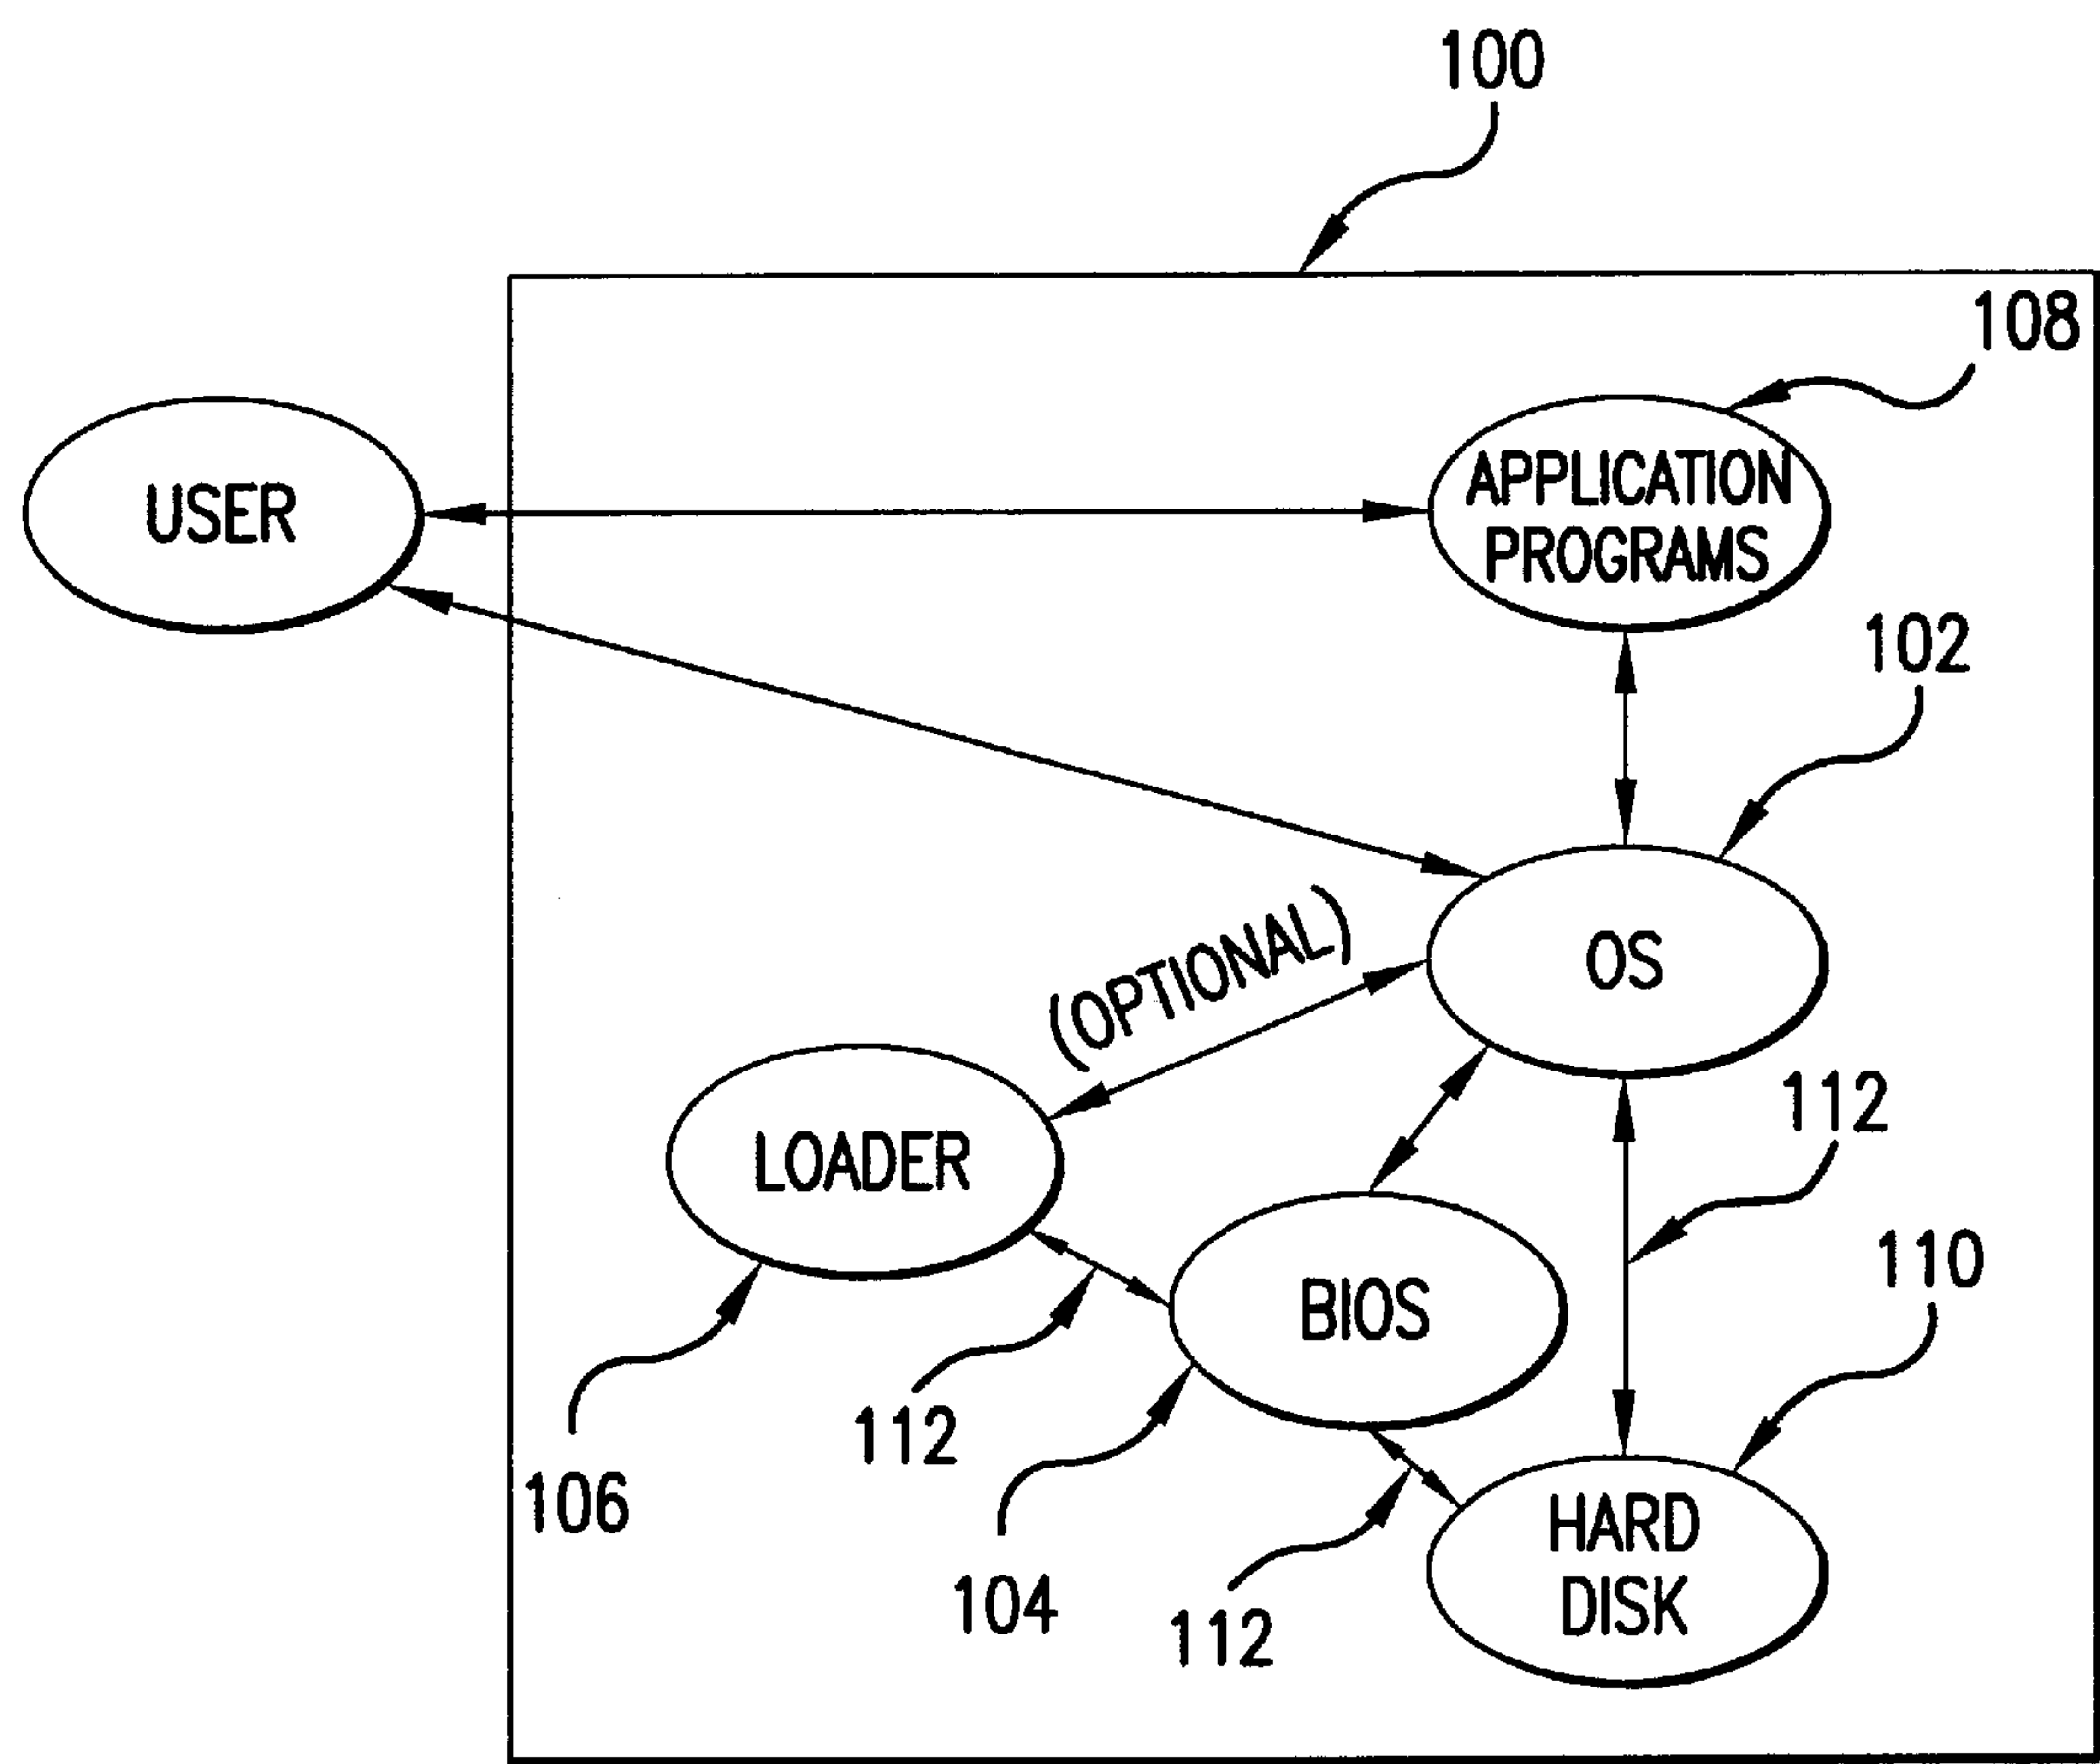 100
108
USER
APPLICATION
PROGRAMS
102
OS
(OPTIONAL)
112
LOADER
110
BIOS
112
106
104
112
HARD
DISK